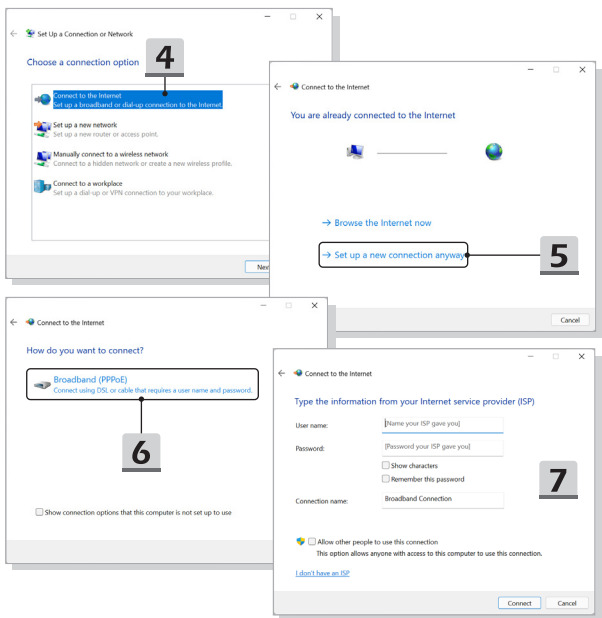 Set Up a Connection or Network
Choose a connection option
4
Connect to the Internet
Set up a broadband or dial-up connection to the Internet.
Set up a new network
Set up a new router or access point.
Manually connect to a wireless network
Connect to a hidden network or create a new wireless profile.
Connect to a workplace
Set up a dial-up or VPN connection to your workplace.
Connect to the Internet
You are already connected to the Internet
→ Browse the Internet now
→ Set up a new connection anyway
5
Cancel
Connect to the Internet
How do you want to connect?
Broadband (PPPoE)
Connect using DSL or cable that requires a user name and password.
6
Show connection options that this computer is not set up to use
Connect to the Internet
Type the information from your Internet service provider (ISP)
User name:
[Name your ISP gave you]
Password:
[Password your ISP gave you]
Show characters
Remember this password
7
Connection name:
Broadband Connection
Allow other people to use this connection
This option allows anyone with access to this computer to use this connection.
I don't have an ISP
Connect
Cancel